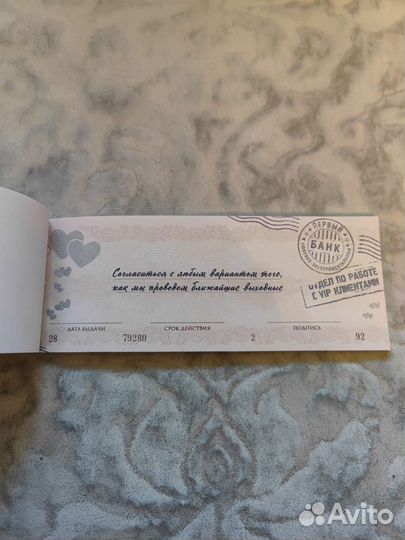 ПЕРВЫЙ
БАНК
Согласиться с любым вариантом того,
как мы проведем ближайшие выходные
ОТДЕЛ ПО РАБОТЕ
С VIP КЛИЕНТАМИ
ДАТА ВЫДАЧИ СРОК ДЕЙСТВИЯ ПОДПИСЬ
28 79280 2 92
Avito